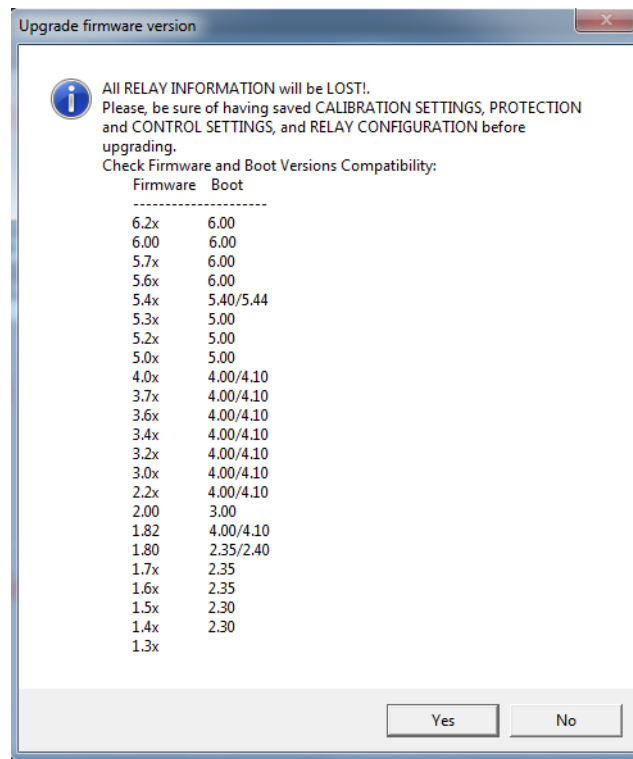 Upgrade firmware version
x
All RELAY INFORMATION will be LOST!.
Please, be sure of having saved CALIBRATION SETTINGS, PROTECTION
and CONTROL SETTINGS, and RELAY CONFIGURATION before
upgrading.
Check Firmware and Boot Versions Compatibility:
Firmware Boot
---------------------
6.2x 6.00
6.00 6.00
5.7x 6.00
5.6x 6.00
5.4x 5.40/5.44
5.3x 5.00
5.2x 5.00
5.0x 5.00
4.0x 4.00/4.10
3.7x 4.00/4.10
3.6x 4.00/4.10
3.4x 4.00/4.10
3.2x 4.00/4.10
3.0x 4.00/4.10
2.2x 4.00/4.10
2.00 3.00
1.82 4.00/4.10
1.80 2.35/2.40
1.7x 2.35
1.6x 2.35
1.5x 2.30
1.4x 2.30
1.3x
Yes No